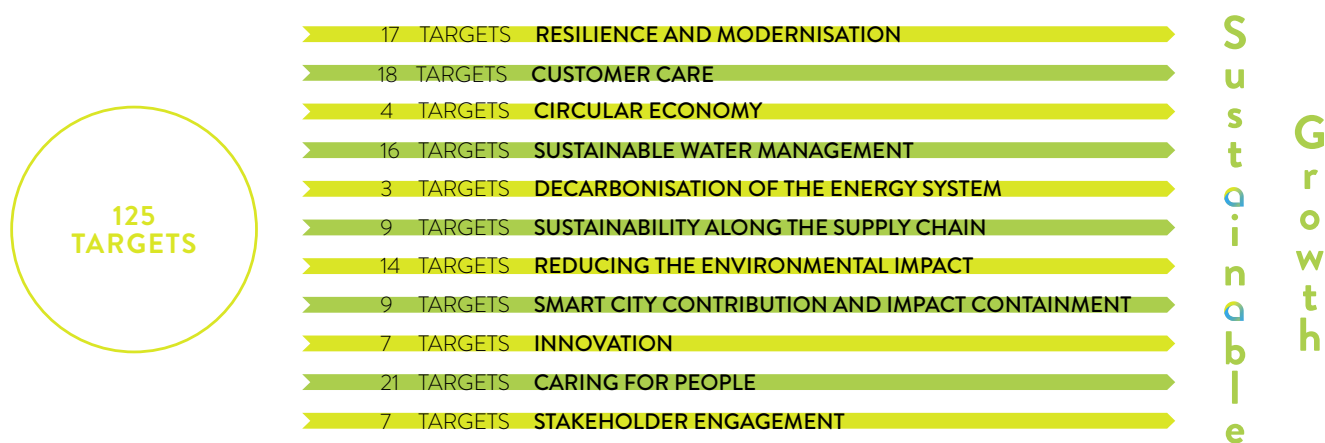 125
TARGETS
17 TARGETS RESILIENCE AND MODERNISATION
18 TARGETS CUSTOMER CARE
4 TARGETS CIRCULAR ECONOMY
16 TARGETS SUSTAINABLE WATER MANAGEMENT
3 TARGETS DECARBONISATION OF THE ENERGY SYSTEM
9 TARGETS SUSTAINABILITY ALONG THE SUPPLY CHAIN
14 TARGETS REDUCING THE ENVIRONMENTAL IMPACT
9 TARGETS SMART CITY CONTRIBUTION AND IMPACT CONTAINMENT
7 TARGETS INNOVATION
21 TARGETS CARING FOR PEOPLE
7 TARGETS STAKEHOLDER ENGAGEMENT
Sustainable
Growth